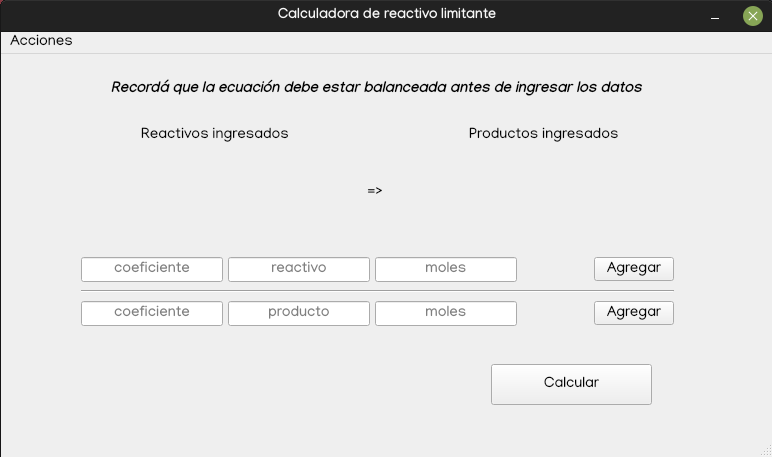 Calculadora de reactivo limitante
Acciones
Recordá que la ecuación debe estar balanceada antes de ingresar los datos
Reactivos ingresados Productos ingresados
=>
coeficiente reactivo moles Agregar
coeficiente producto moles Agregar
Calcular